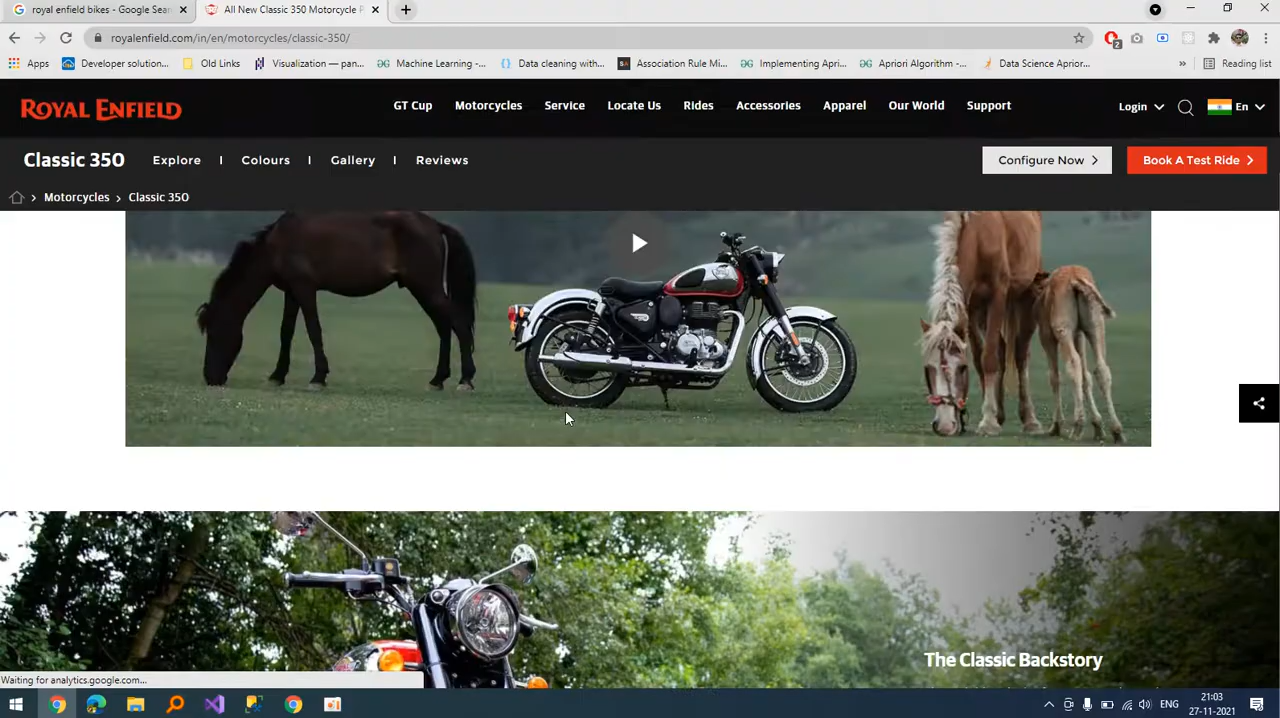 royal enfield bikes - Google Sear
All New Classic 350 Motorcycle P
royalenfield.com/in/en/motorcycles/classic-350/
2
Apps
Developer solution...
Old Links
Visualization — pan...
Machine Learning -...
Data cleaning with...
Association Rule Mi...
Implementing Apri...
Apriori Algorithm -...
Data Science Aprior...
»
Reading list
ROYAL ENFIELD
GT Cup
Motorcycles
Service
Locate Us
Rides
Accessories
Apparel
Our World
Support
Login
En
Classic 350
Explore
|
Colours
|
Gallery
|
Reviews
Configure Now >
Book A Test Ride >
> Motorcycles > Classic 350
The Classic Backstory
Waiting for analytics.google.com...
ENG
21:03
27-11-2021